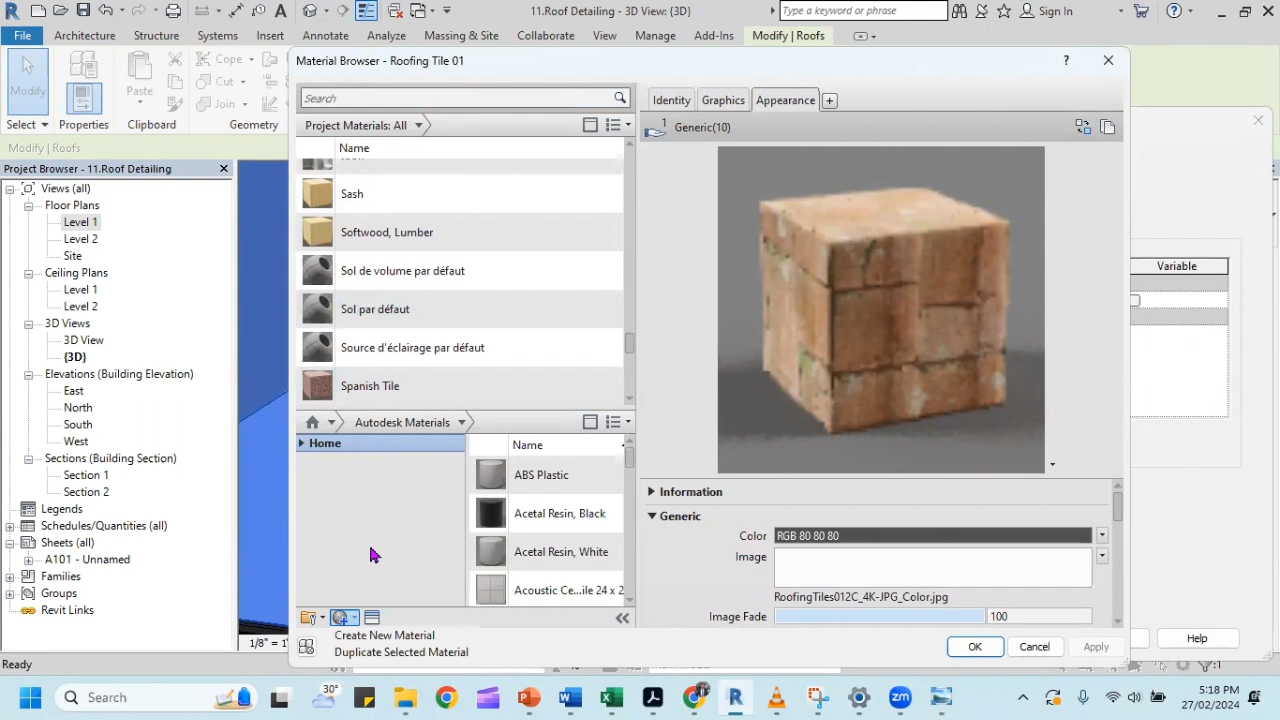 11.Roof Detailing - 3D View: {3D}
Type a keyword or phrase
Sign In
File
Architecture
Structure
Systems
Insert
Annotate
Analyze
Massing & Site
Collaborate
View
Manage
Add-Ins
Modify | Roofs
Modify
Paste
Cope
Cut
Join
Select
Properties
Clipboard
Geometry
Modify | Roofs
Project Browser - 11.Roof Detailing
Views (all)
Floor Plans
Level 1
Level 2
Site
Ceiling Plans
Level 1
Level 2
3D Views
3D View
{3D}
Elevations (Building Elevation)
East
North
South
West
Sections (Building Section)
Section 1
Section 2
Legends
Schedules/Quantities (all)
Sheets (all)
A101 - Unnamed
Families
Groups
Revit Links
Ready
Material Browser - Roofing Tile 01
Search
Project Materials: All
Name
Sash
Softwood, Lumber
Sol de volume par défaut
Sol par défaut
Source d'éclairage par défaut
Spanish Tile
Autodesk Materials
Home
Name
ABS Plastic
Acetal Resin, Black
Acetal Resin, White
Acoustic Ce...ile 24 x 2
Create New Material
Duplicate Selected Material
Identity
Graphics
Appearance
1
Generic(10)
Information
Generic
Color
RGB 80 80 80
Image
RoofingTiles012C_4K-JPG_Color.jpg
Image Fade
100
OK
Cancel
Apply
Variable
Help
1/8" = 1
Search
30°
5:18 PM
27/02/2024